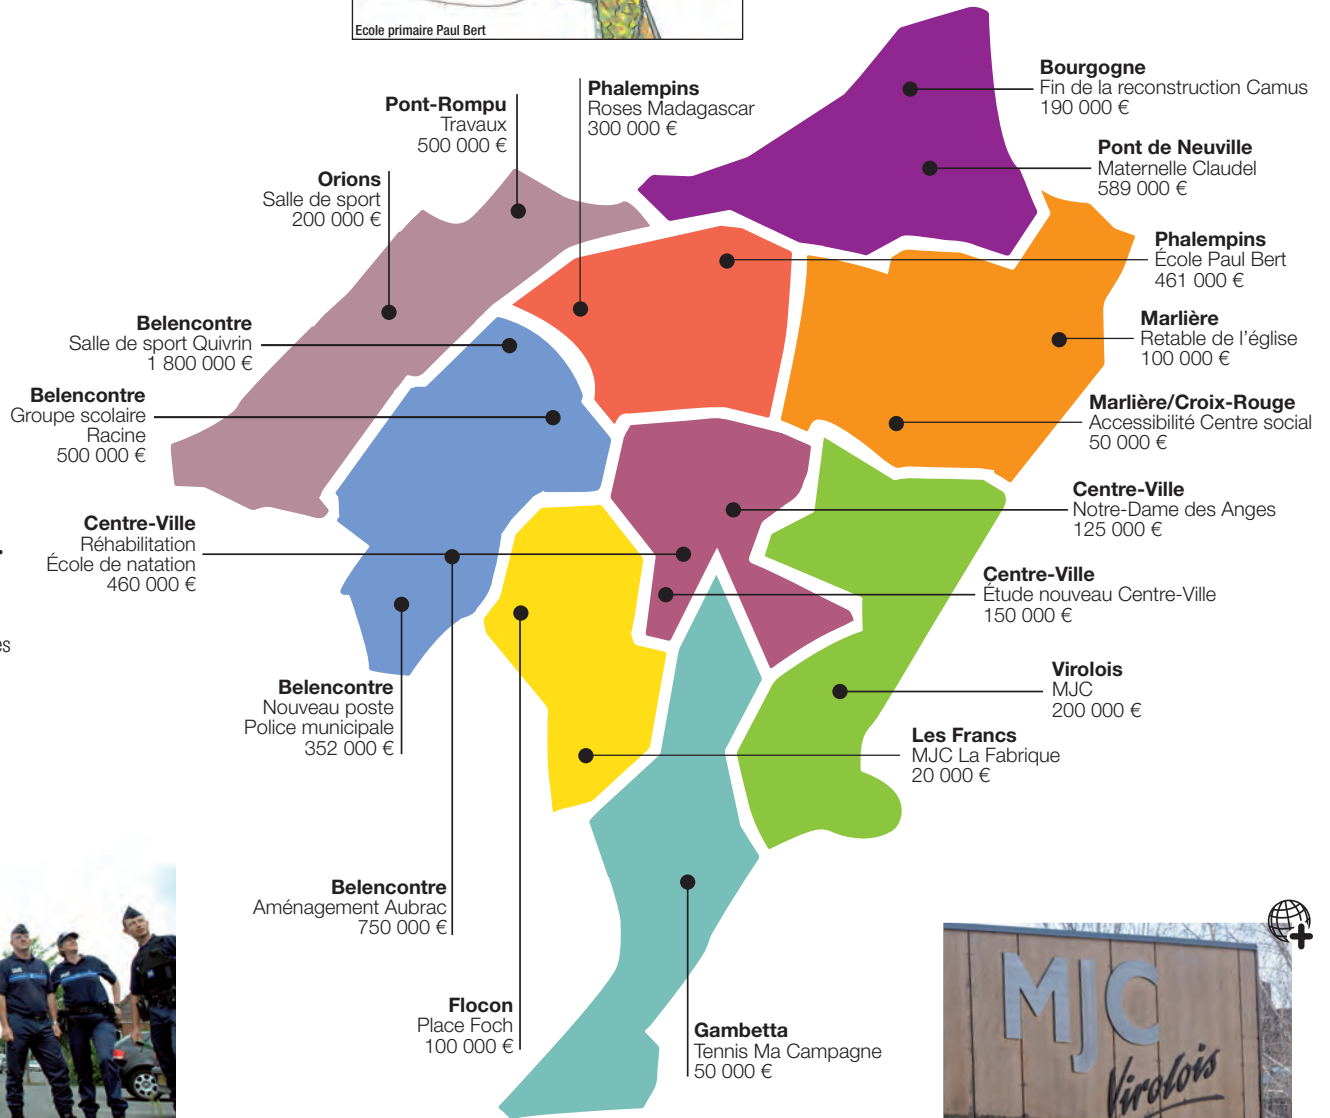 Ecole primaire Paul Bert
Bourgogne
Fin de la reconstruction Camus
190 000 €
Phalempins
Roses Madagascar
300 000 €
Pont-Rompu
Travaux
500 000 €
Pont de Neuville
Maternelle Claudel
589 000 €
Orions
Salle de sport
200 000 €
Phalempins
École Paul Bert
461 000 €
Belencontre
Salle de sport Quivrin
1 800 000 €
Marlière
Retable de l’église
100 000 €
Belencontre
Groupe scolaire
Racine
500 000 €
Marlière/Croix-Rouge
Accessibilité Centre social
50 000 €
Centre-Ville
Notre-Dame des Anges
125 000 €
Centre-Ville
Réhabilitation
École de natation
460 000 €
Centre-Ville
Étude nouveau Centre-Ville
150 000 €
Belencontre
Nouveau poste
Police municipale
352 000 €
Virolois
MJC
200 000 €
Les Francs
MJC La Fabrique
20 000 €
Belencontre
Aménagement Aubrac
750 000 €
Flocon
Place Foch
100 000 €
Gambetta
Tennis Ma Campagne
50 000 €
MJC
Virolois